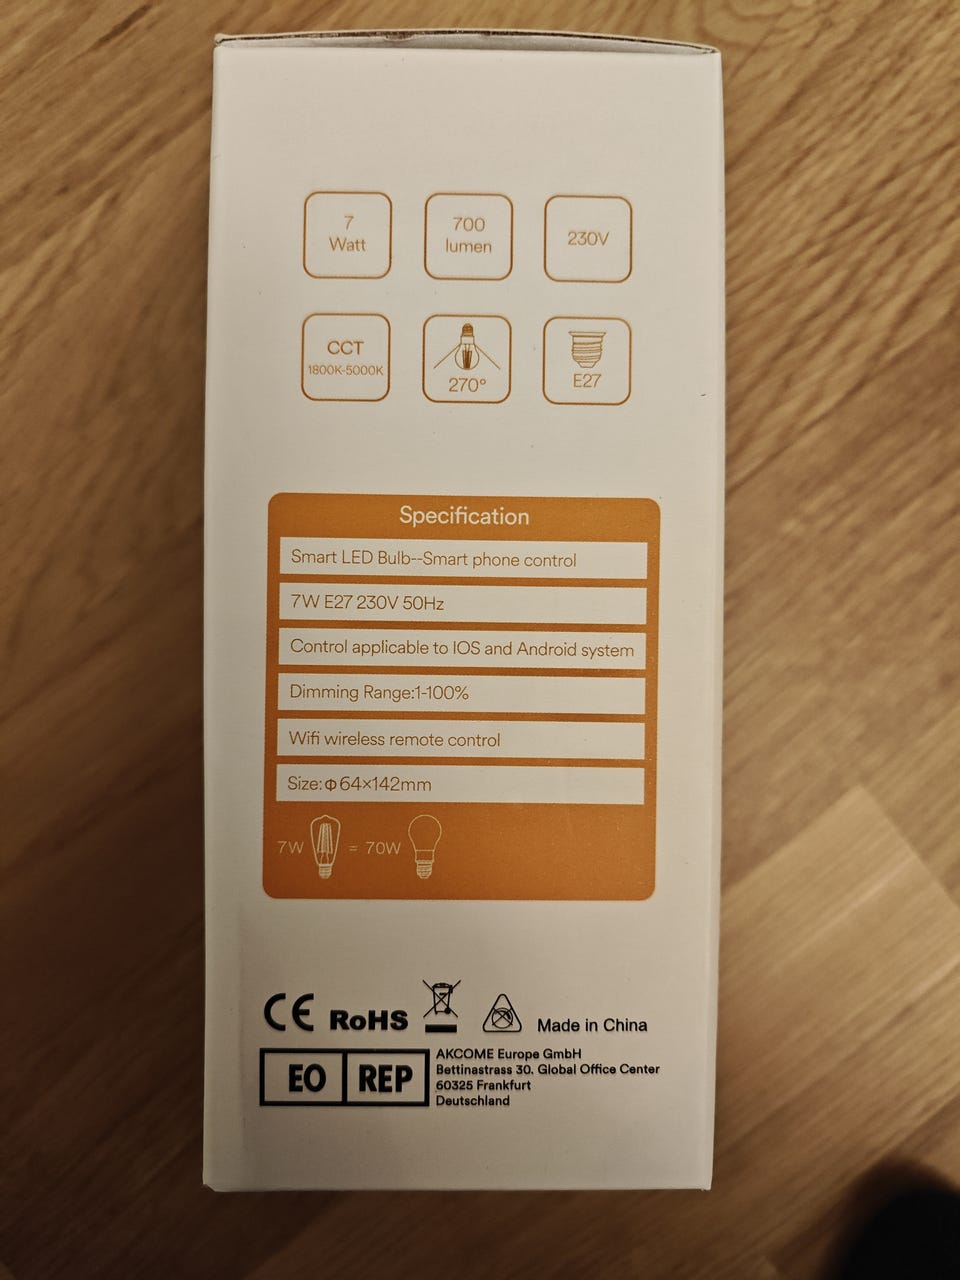 7
Watt
700
lumen
230V
CCT
1800K-5000K
270°
E27
Specification
Smart LED Bulb--Smart phone control
7W E27 230V 50Hz
Control applicable to IOS and Android system
Dimming Range:1-100%
Wifi wireless remote control
Size:Φ64×142mm
7W = 70W
CE RoHS Made in China
EO REP
AKCOME Europe GmbH
Bettinastrass 30. Global Office Center
60325 Frankfurt
Deutschland